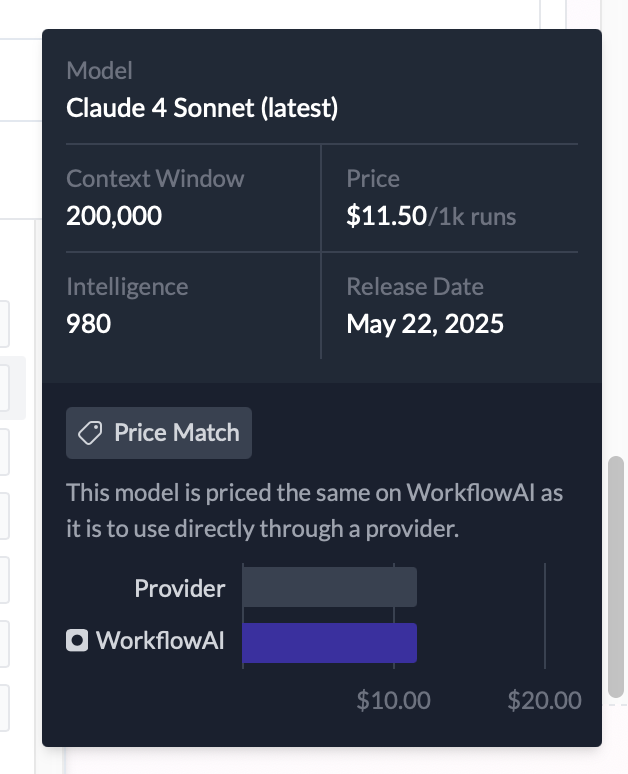 Model
Claude 4 Sonnet (latest)
Context Window
200,000
Price
$11.50/1k runs
Intelligence
980
Release Date
May 22, 2025
Price Match
This model is priced the same on WorkflowAI as
it is to use directly through a provider.
Provider
WorkflowAI
$10.00
$20.00